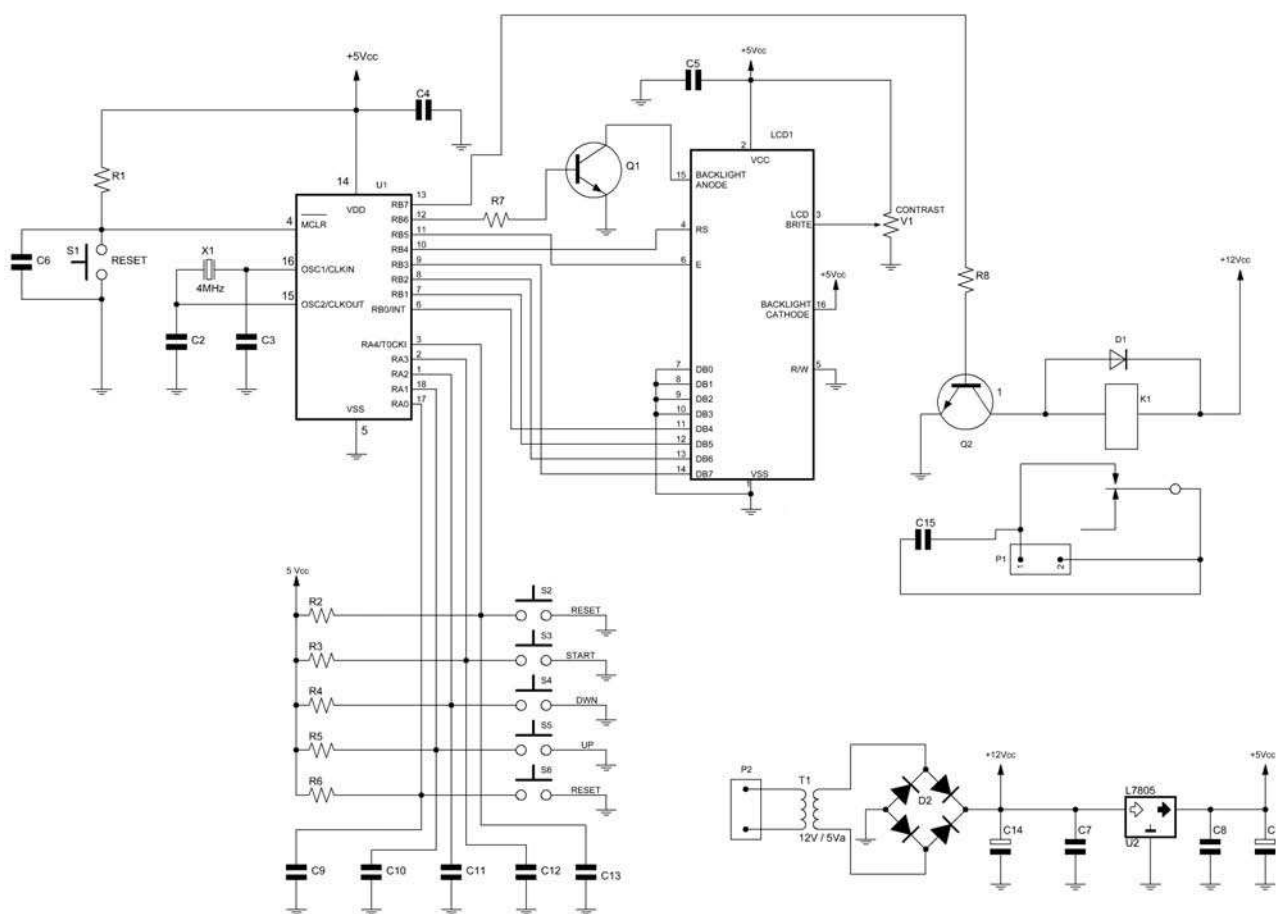 +5Vcc
C4
R1
14
U1
VDD
4
MCLR
C6
S1
RESET
X1
4MHz
16
OSC1/CLKIN
15
OSC2/CLKOUT
C2
C3
VSS
5
RB7
13
RB6
12
RB5
11
RB4
10
RB3
9
RB2
8
RB1
7
RB0/INT
6
RA4/T0CKI
3
RA3
2
RA2
1
RA1
18
RA0
17
R7
Q1
C5
+5Vcc
LCD1
2
VCC
15
BACKLIGHT
ANODE
4
RS
6
E
LCD
BRITE
3
CONTRAST
V1
+5Vcc
BACKLIGHT
CATHODE
16
R/W
5
7
DB0
8
DB1
9
DB2
10
DB3
11
DB4
12
DB5
13
DB6
14
DB7
VSS
1
R8
+12Vcc
D1
K1
1
Q2
C15
P1
1
2
5 Vcc
R2
S2
RESET
R3
S3
START
R4
S4
DWN
R5
S5
UP
R6
S6
RESET
C9
C10
C11
C12
C13
P2
T1
12V / 5Va
D2
+12Vcc
C14
C7
L7805
U2
C8
+5Vcc
C